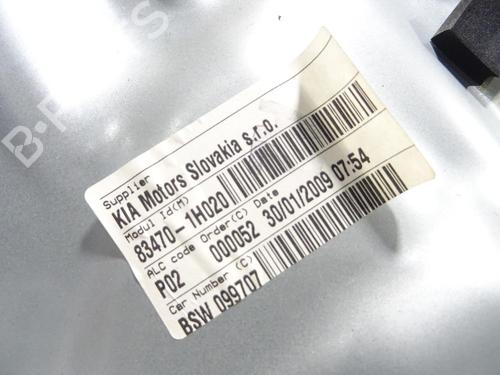 Supplier
KIA Motors Slovakia s.r.o.
Modul Id(M)
83470-1H020
ALC code Order(C) Date
P02 000052 30/01/2009 07:54
Car Number (C)
BSW 099707